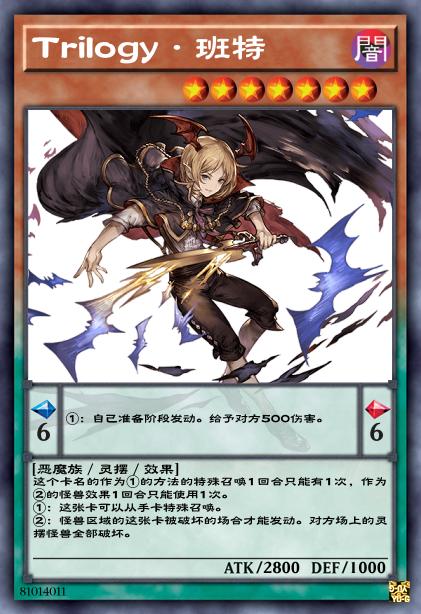 Trilogy・班特
闇
6
①：自己准备阶段发动。给予对方500伤害。
6
[恶魔族／灵摆／效果]
这个卡名的作为①的方法的特殊召唤1回合只能有1次，作为
②的怪兽效果1回合只能使用1次。
①：这张卡可以从手卡特殊召唤。
②：怪兽区域的这张卡被破坏的场合才能发动。对方场上的灵
摆怪兽全部破坏。
ATK/2800 DEF/1000
81014011